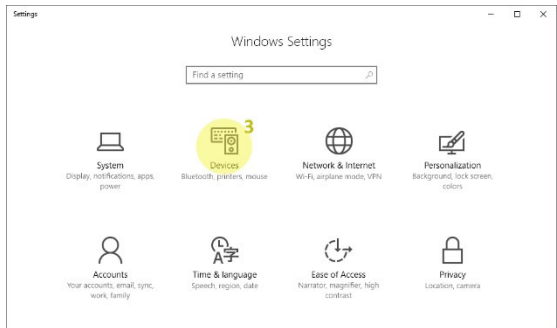 Settings
Windows Settings
Find a setting
3
System
Display, notifications, apps,
power
Devices
Bluetooth, printers, mouse
Network & Internet
Wi-Fi, airplane mode, VPN
Personalization
Background, lock screen,
colors
Accounts
Your accounts, email, sync,
work, family
A字
Time & language
Speech, region, date
Ease of Access
Narrator, magnifier, high
contrast
Privacy
Location, camera